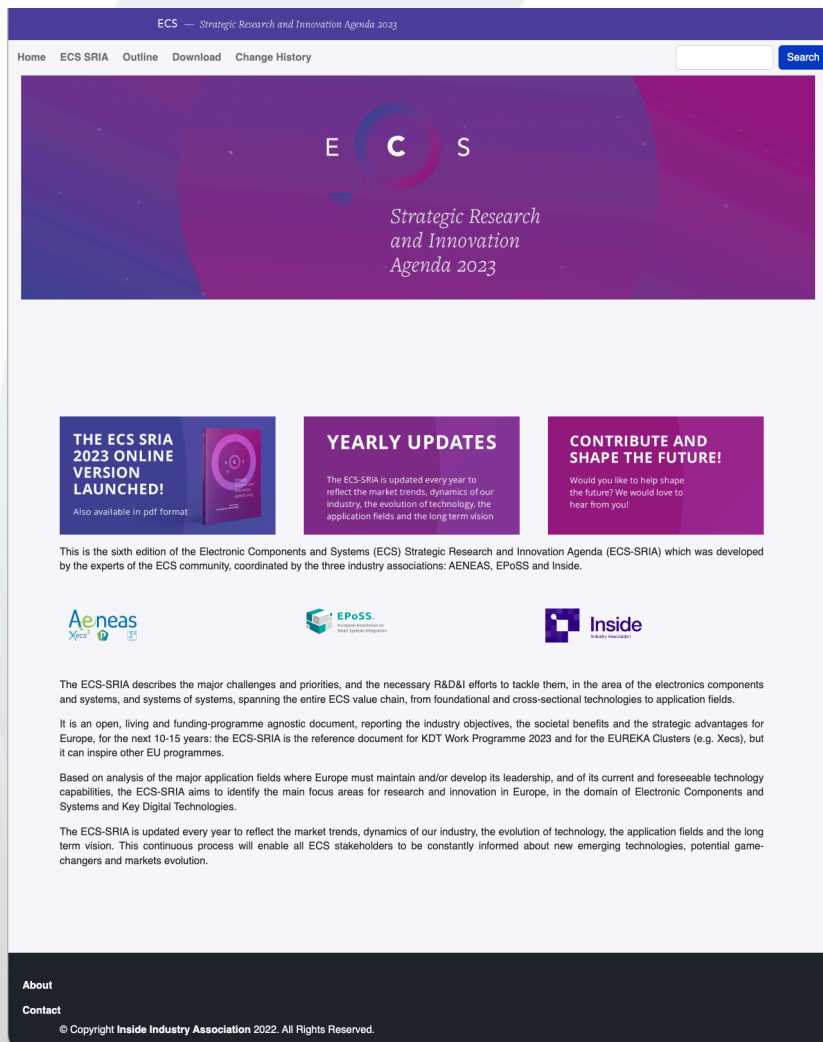 ECS — Strategic Research and Innovation Agenda 2023
Home ECS SRIA Outline Download Change History
Search
E C S
Strategic Research
and Innovation
Agenda 2023
THE ECS SRIA
2023 ONLINE
VERSION
LAUNCHED!
Also available in pdf format
YEARLY UPDATES
The ECS-SRIA is updated every year to
reflect the market trends, dynamics of our
industry, the evolution of technology, the
application fields and the long term vision
CONTRIBUTE AND
SHAPE THE FUTURE!
Would you like to help shape
the future? We would love to
hear from you!
This is the sixth edition of the Electronic Components and Systems (ECS) Strategic Research and Innovation Agenda (ECS-SRIA) which was developed
by the experts of the ECS community, coordinated by the three industry associations: AENEAS, EPoSS and Inside.
Aeneas
Xecs
EPoSS.
European Association on
Smart Systems Integration
Inside
Industry Association
The ECS-SRIA describes the major challenges and priorities, and the necessary R&D&I efforts to tackle them, in the area of the electronics components
and systems, and systems of systems, spanning the entire ECS value chain, from foundational and cross-sectional technologies to application fields.
It is an open, living and funding-programme agnostic document, reporting the industry objectives, the societal benefits and the strategic advantages for
Europe, for the next 10-15 years: the ECS-SRIA is the reference document for KDT Work Programme 2023 and for the EUREKA Clusters (e.g. Xecs), but
it can inspire other EU programmes.
Based on analysis of the major application fields where Europe must maintain and/or develop its leadership, and of its current and foreseeable technology
capabilities, the ECS-SRIA aims to identify the main focus areas for research and innovation in Europe, in the domain of Electronic Components and
Systems and Key Digital Technologies.
The ECS-SRIA is updated every year to reflect the market trends, dynamics of our industry, the evolution of technology, the application fields and the long
term vision. This continuous process will enable all ECS stakeholders to be constantly informed about new emerging technologies, potential game-
changers and markets evolution.
About
Contact
© Copyright Inside Industry Association 2022. All Rights Reserved.